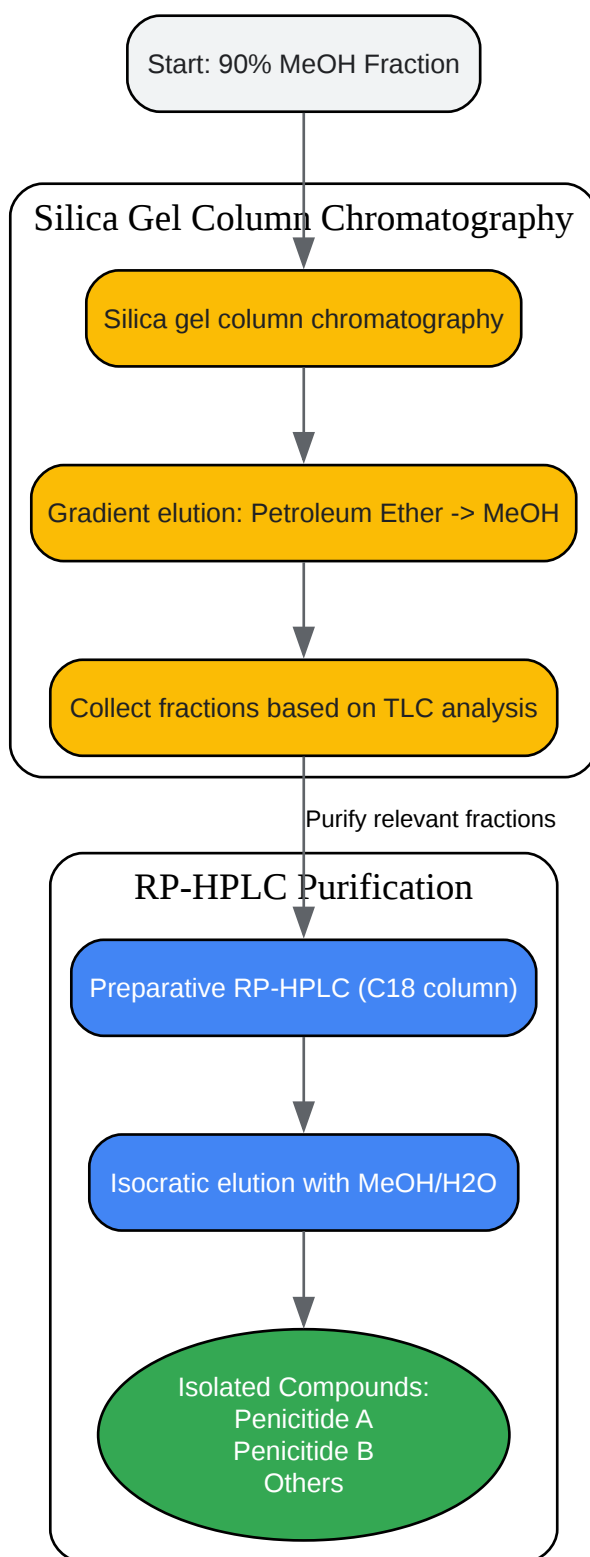 Start: 90% MeOH Fraction
Silica Gel Column Chromatography
Silica gel column chromatography
Gradient elution: Petroleum Ether -> MeOH
Collect fractions based on TLC analysis
Purify relevant fractions
RP-HPLC Purification
Preparative RP-HPLC (C18 column)
Isocratic elution with MeOH/H2O
Isolated Compounds:
Penicitide A
Penicitide B
Others